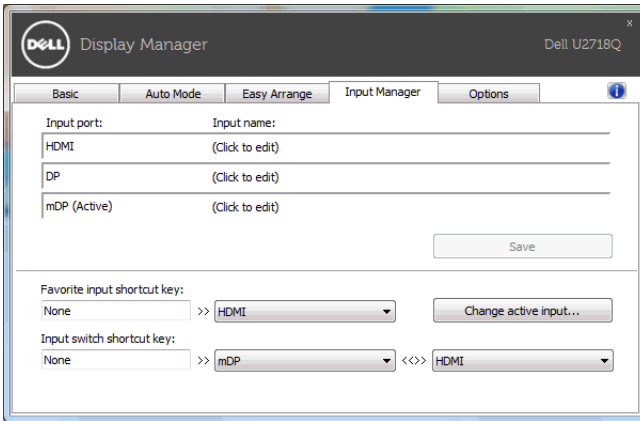 DELL Display Manager
x
Dell U2718Q
Basic Auto Mode Easy Arrange Input Manager Options i
Input port: Input name:
HDMI (Click to edit)
DP (Click to edit)
mDP (Active) (Click to edit)
Save
Favorite input shortcut key:
None >> HDMI Change active input...
Input switch shortcut key:
None >> mDP <<>> HDMI